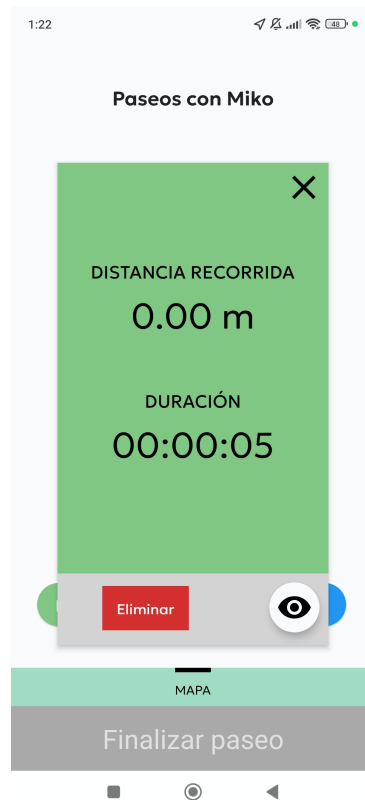 1:22
48
Paseos con Miko
DISTANCIA RECORRIDA
0.00 m
DURACIÓN
00:00:05
Eliminar
MAPA
Finalizar paseo